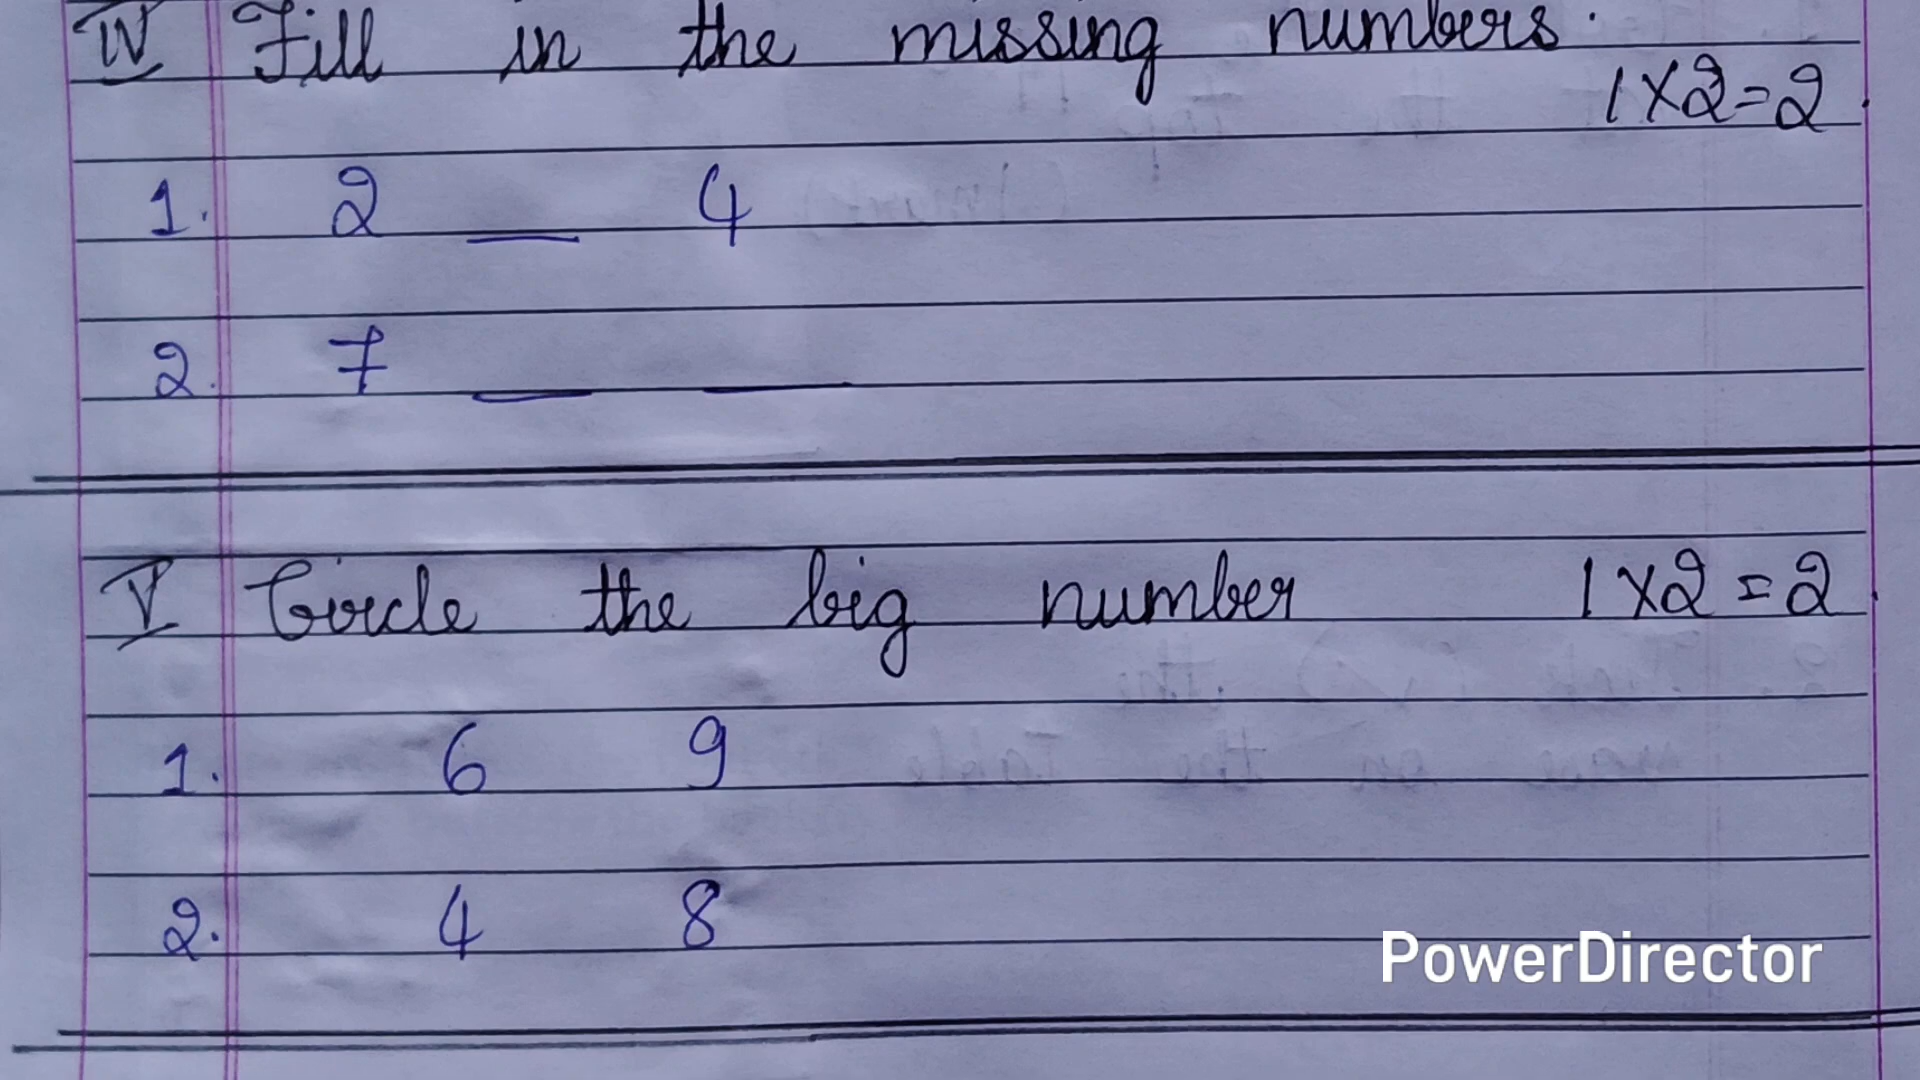 IV Fill in the missing numbers.
1×2=2
1. 2 __ 4
2. 7 __ __
V. Circle the big number 1×2=2
1. 6 9
2. 4 8
PowerDirector